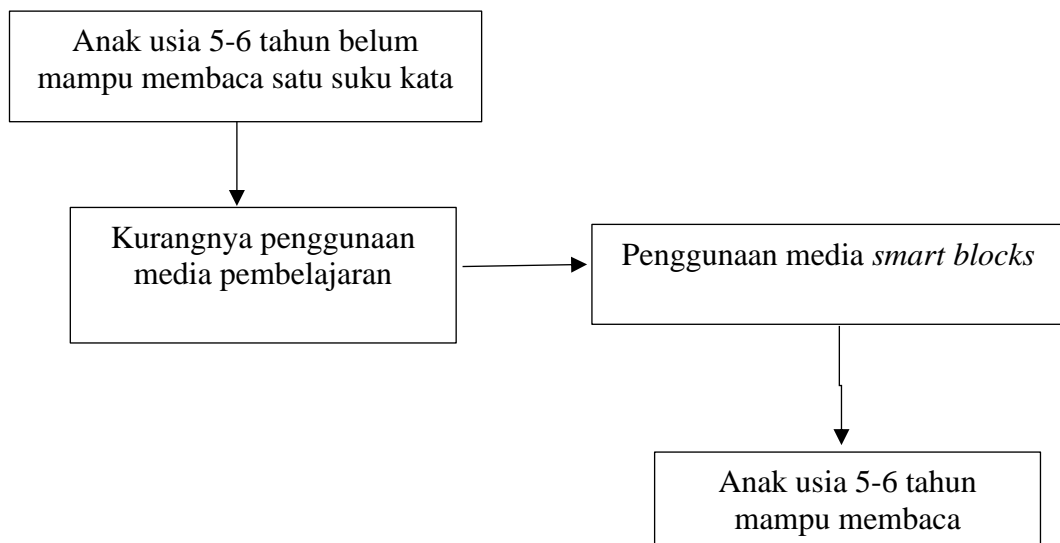 Anak usia 5-6 tahun belum
mampu membaca satu suku kata
Kurangnya penggunaan
media pembelajaran
Penggunaan media smart blocks
Anak usia 5-6 tahun
mampu membaca